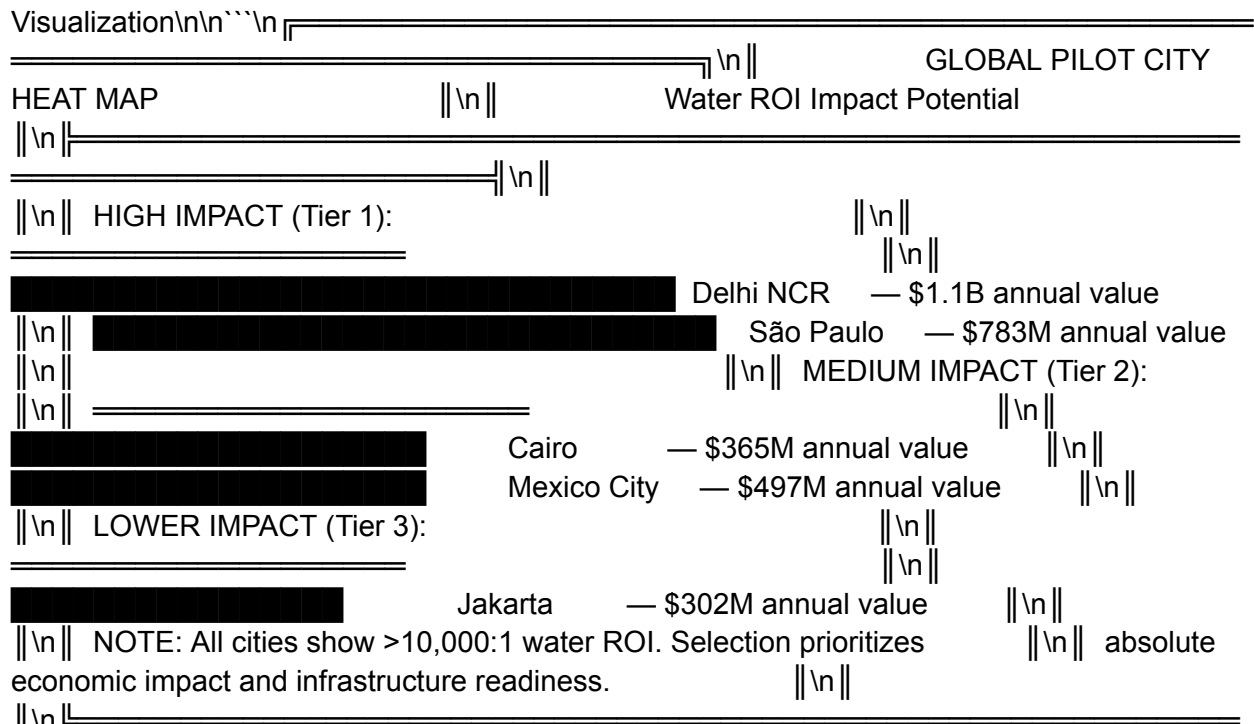 Visualization\n\n```\n╔══════════════════════════════════════════════
═════════════════════════════════╗\n║ GLOBAL PILOT CITY
HEAT MAP ║\n║ Water ROI Impact Potential
║\n╠════════════════════════════════════════════════════════
═══════════════════════╣\n║
║\n║ HIGH IMPACT (Tier 1): ║\n║
═══════════════════ ║\n║
████████████████████████████████ Delhi NCR — $1.1B annual value
║\n║ ██████████████████████████████ São Paulo — $783M annual value
║\n║ ║\n║ MEDIUM IMPACT (Tier 2):
║\n║ ═════════════════════ ║\n║
████████████████████ Cairo — $365M annual value ║\n║
████████████████████ Mexico City — $497M annual value ║\n║
║\n║ LOWER IMPACT (Tier 3): ║\n║
═══════════════════ ║\n║
████████████████ Jakarta — $302M annual value ║\n║
║\n║ NOTE: All cities show >10,000:1 water ROI. Selection prioritizes ║\n║ absolute
economic impact and infrastructure readiness. ║\n║
║\n╚════════════════════════════════════════════════════════